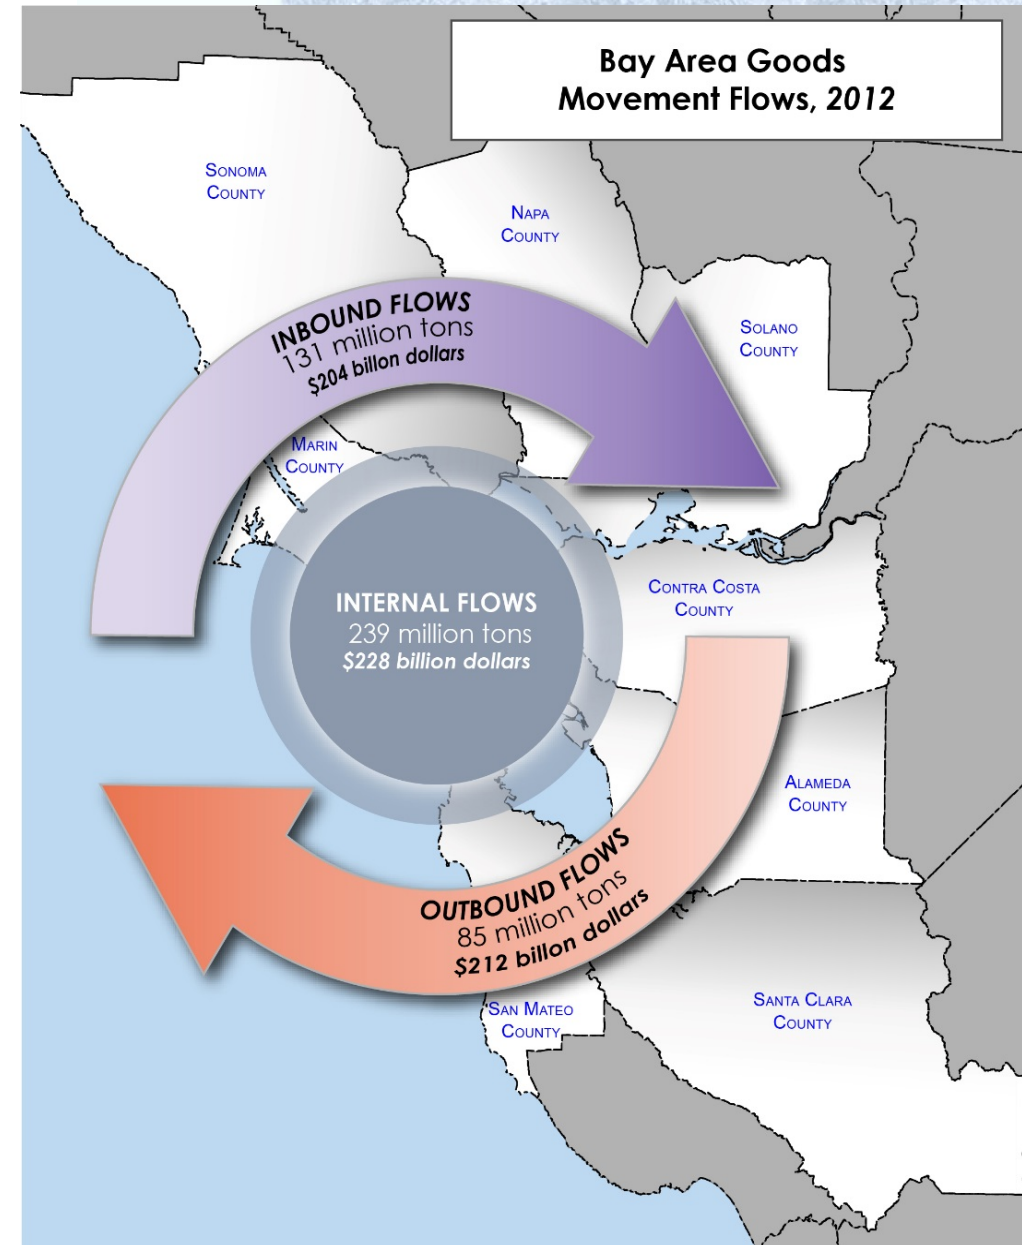 Bay Area Goods
Movement Flows, 2012
SONOMA
COUNTY
NAPA
COUNTY
SOLANO
COUNTY
INBOUND FLOWS
131 million tons
$204 billon dollars
MARIN
COUNTY
CONTRA COSTA
COUNTY
INTERNAL FLOWS
239 million tons
$228 billion dollars
ALAMEDA
COUNTY
OUTBOUND FLOWS
85 million tons
$212 billon dollars
SAN MATEO
COUNTY
SANTA CLARA
COUNTY